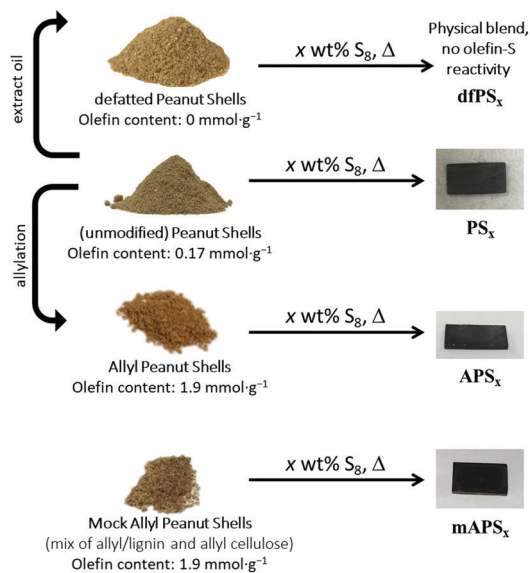 extract oil
x wt% S₈, Δ
Physical blend,
no olefin-S
reactivity
dfPSₓ
defatted Peanut Shells
Olefin content: 0 mmol·g⁻¹
x wt% S₈, Δ
PSₓ
(unmodified) Peanut Shells
Olefin content: 0.17 mmol·g⁻¹
allylation
x wt% S₈, Δ
APSₓ
Allyl Peanut Shells
Olefin content: 1.9 mmol·g⁻¹
x wt% S₈, Δ
mAPSₓ
Mock Allyl Peanut Shells
(mix of allyl/lignin and allyl cellulose)
Olefin content: 1.9 mmol·g⁻¹